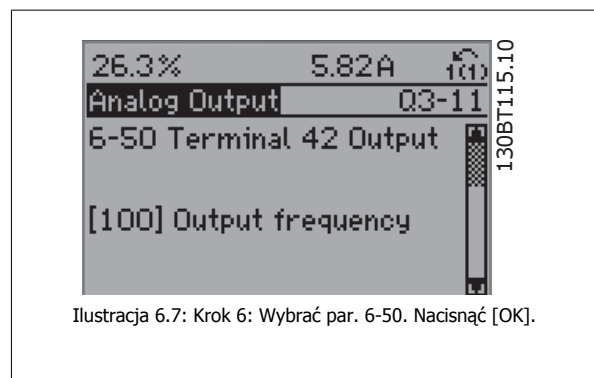 26.3% 5.82A 1(1)
Analog Output Q3-11
6-50 Terminal 42 Output
[100] Output frequency
130BT115.10
Ilustracja 6.7: Krok 6: Wybrać par. 6-50. Nacisnąć [OK].